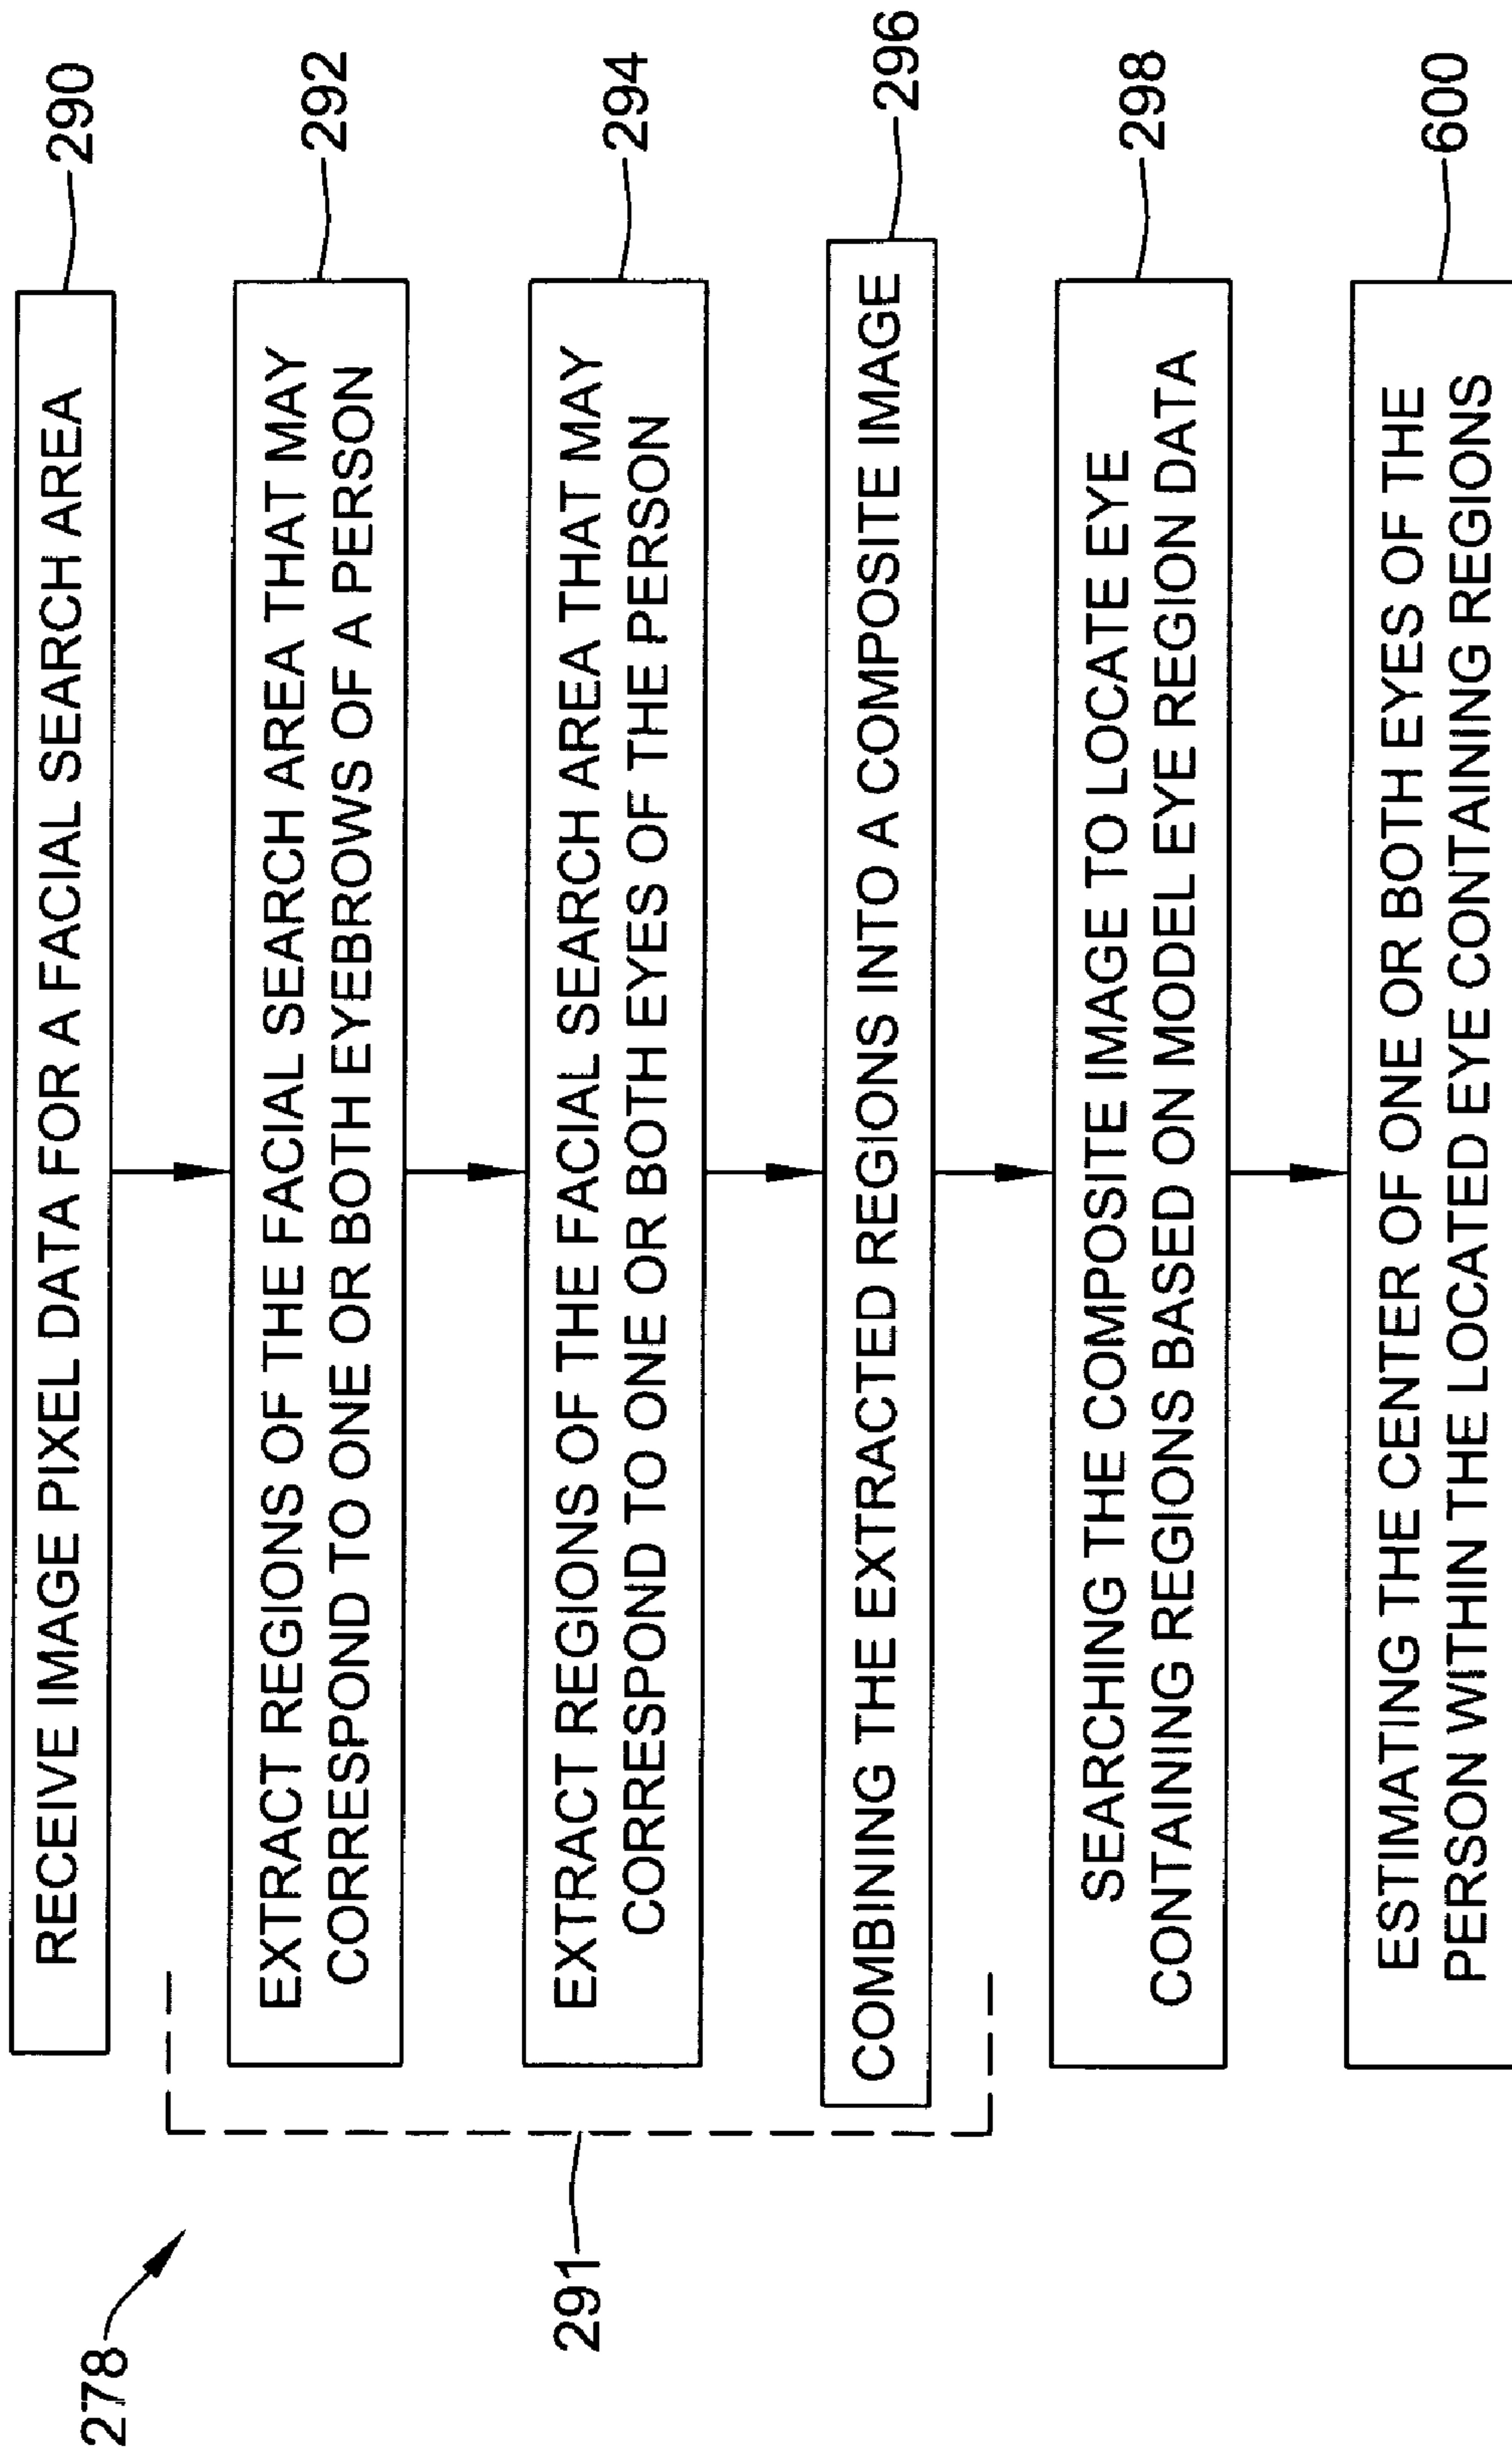 278
RECEIVE IMAGE PIXEL DATA FOR A FACIAL SEARCH AREA
290
291
EXTRACT REGIONS OF THE FACIAL SEARCH AREA THAT MAY
CORRESPOND TO ONE OR BOTH EYEBROWS OF A PERSON
292
EXTRACT REGIONS OF THE FACIAL SEARCH AREA THAT MAY
CORRESPOND TO ONE OR BOTH EYES OF THE PERSON
294
COMBINING THE EXTRACTED REGIONS INTO A COMPOSITE IMAGE
296
SEARCHING THE COMPOSITE IMAGE TO LOCATE EYE
CONTAINING REGIONS BASED ON MODEL EYE REGION DATA
298
ESTIMATING THE CENTER OF ONE OR BOTH EYES OF THE
PERSON WITHIN THE LOCATED EYE CONTAINING REGIONS
600